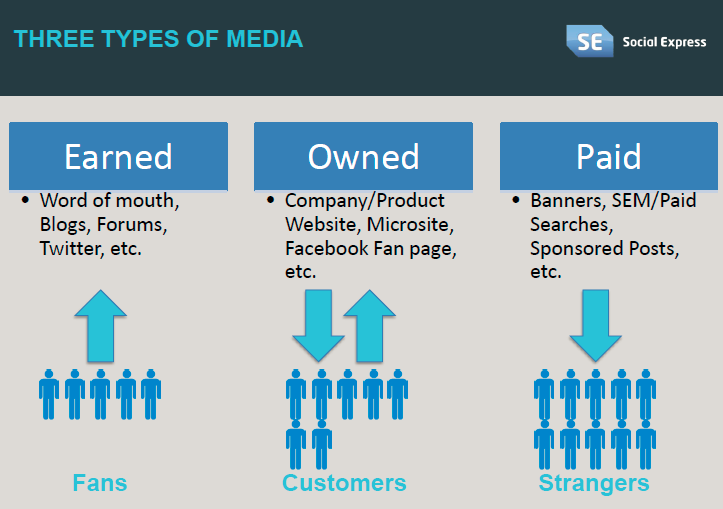 THREE TYPES OF MEDIA
SE
Social Express
Earned
• Word of mouth,
Blogs, Forums,
Twitter, etc.
Fans
Owned
• Company/Product
Website, Microsite,
Facebook Fan page,
etc.
Customers
Paid
• Banners, SEM/Paid
Searches,
Sponsored Posts,
etc.
Strangers